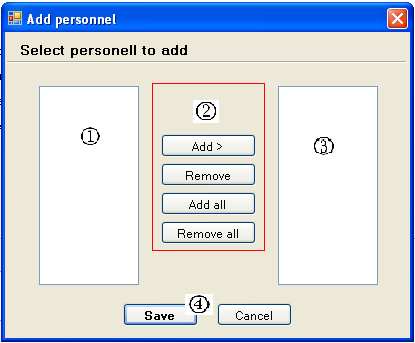 Add personnel
Select personell to add
①
②
③
Add >
Remove
Add all
Remove all
④
Save
Cancel